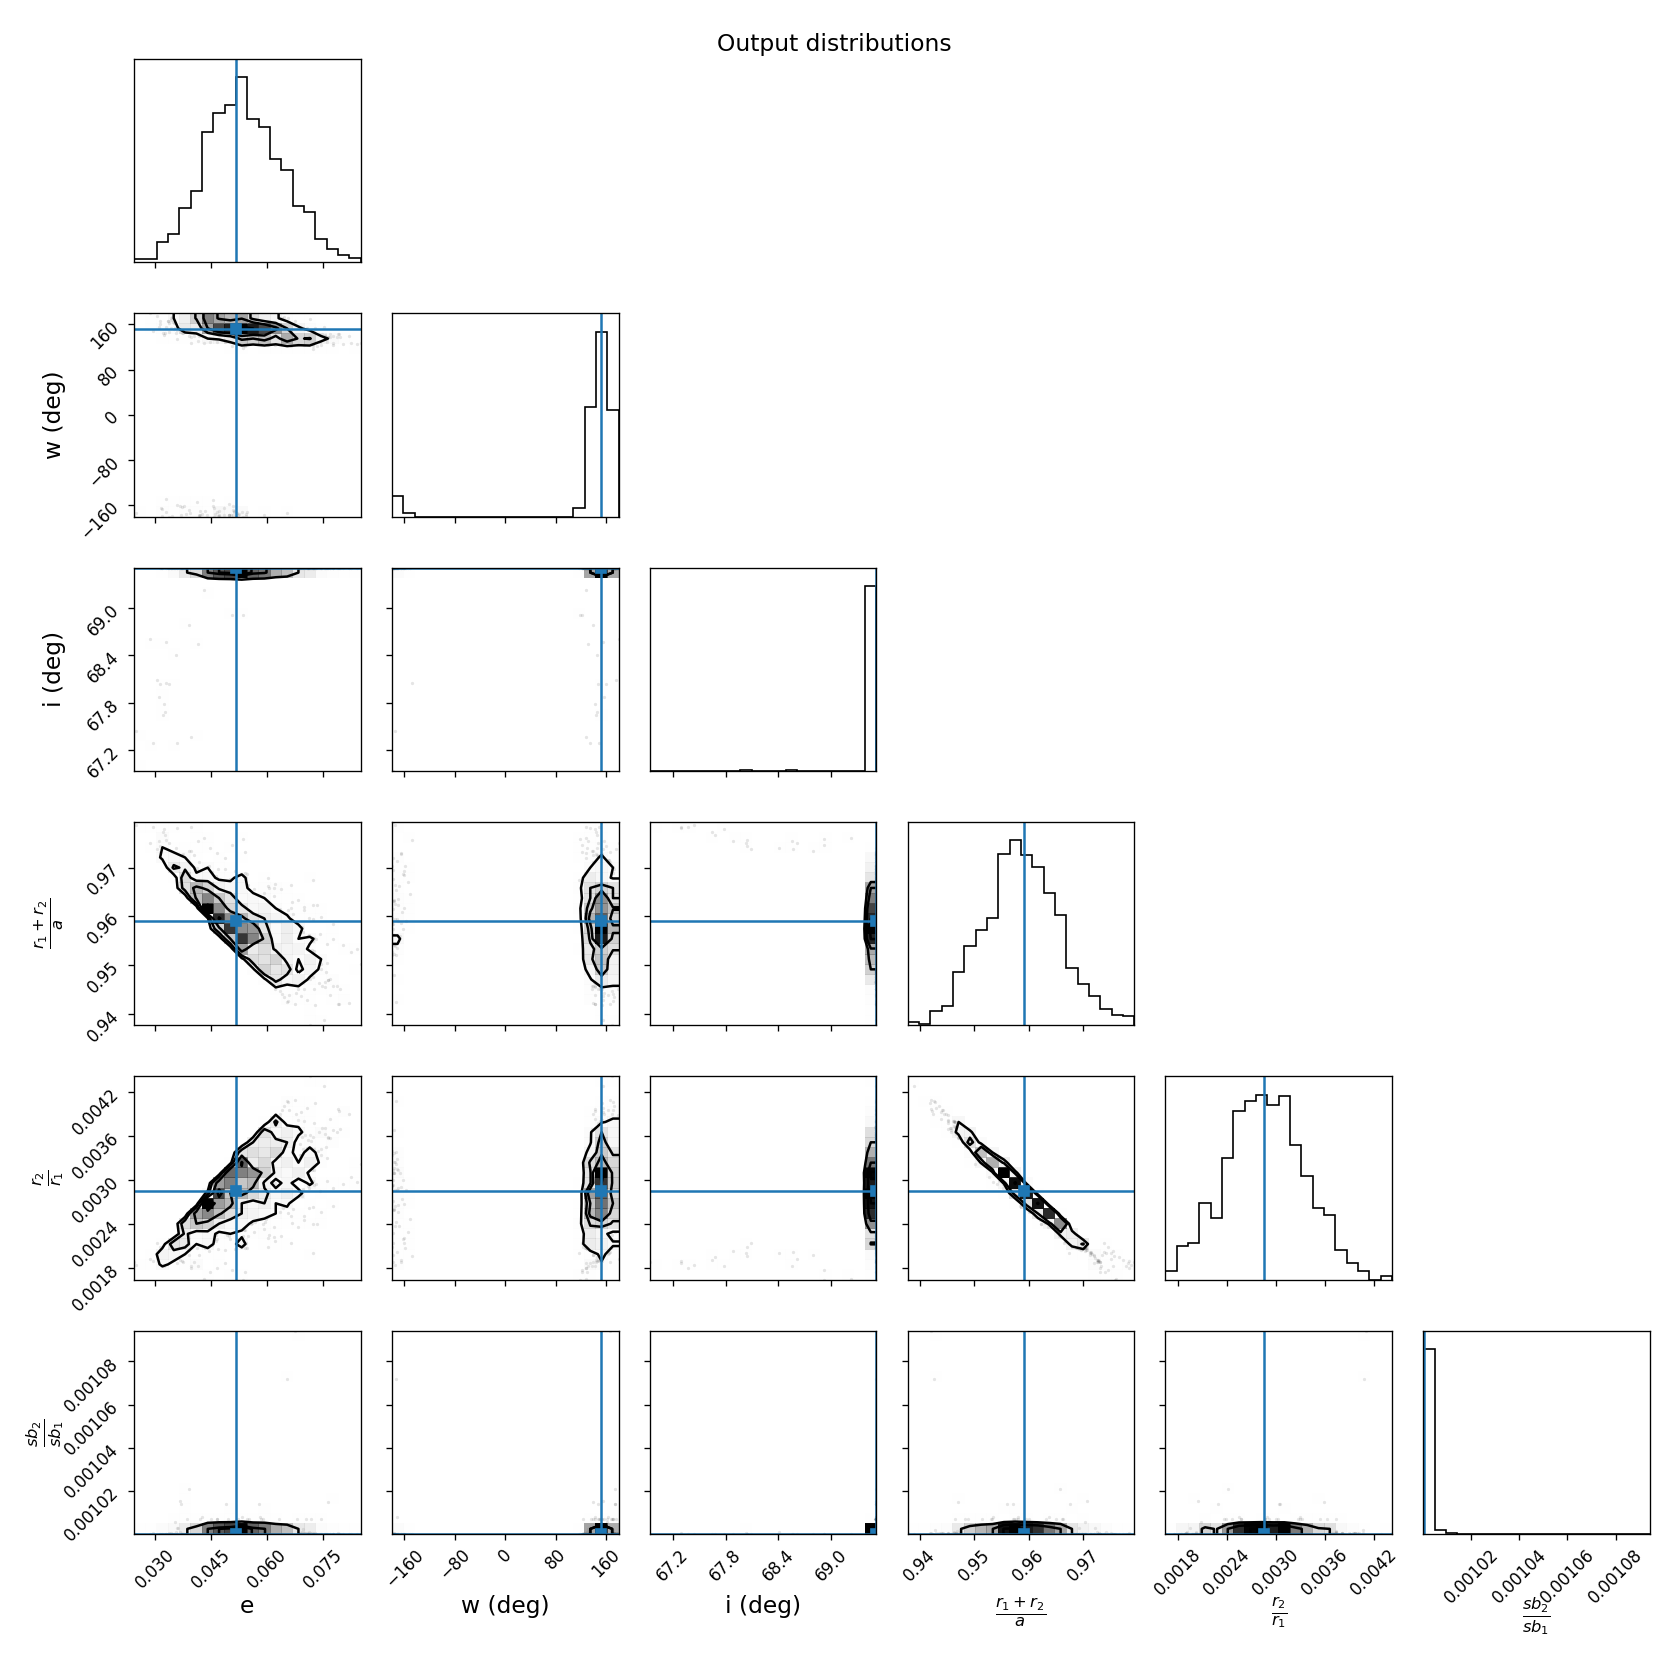 Output distributions
w (deg)
160
80
0
−80
−160
i (deg)
69.0
68.4
67.8
67.2
r₁ + r₂
a
0.97
0.96
0.95
0.94
r₂
r₁
0.00042
0.0036
0.0030
0.0024
0.0018
sb₂
sb₁
0.00108
0.00106
0.00104
0.00102
0.030 0.045 0.060 0.075
−160 −80 0 80 160
67.2 67.8 68.4 69.0
0.94 0.95 0.96 0.97
0.0018 0.0024 0.0030 0.0036 0.0042
0.00102 0.00104 0.00106 0.00108
e
w (deg)
i (deg)
r₁ + r₂
a
r₂
r₁
sb₂
sb₁